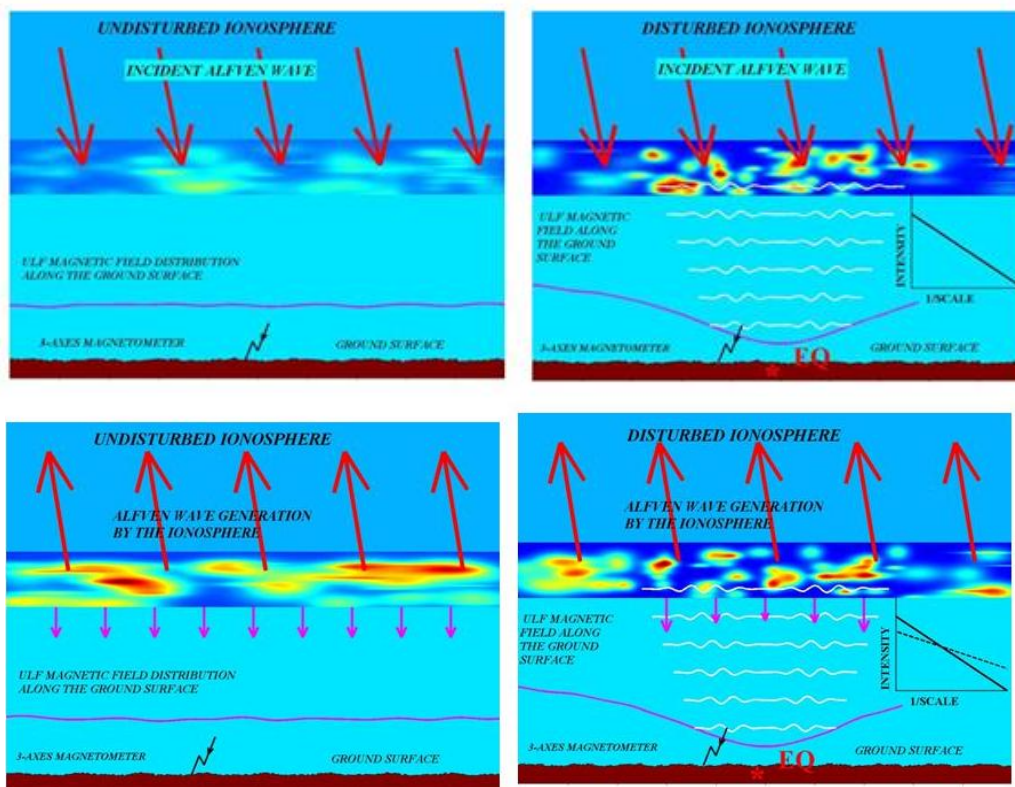 UNDISTURBED IONOSPHERE
INCIDENT ALFVEN WAVE
ULF MAGNETIC FIELD DISTRIBUTION
ALONG THE GROUND SURFACE
3-AXES MAGNETOMETER
GROUND SURFACE
DISTURBED IONOSPHERE
INCIDENT ALFVEN WAVE
ULF MAGNETIC
FIELD ALONG
THE GROUND
SURFACE
INTENSITY
1/SCALE
3-AXES MAGNETOMETER
EQ
GROUND SURFACE
*
UNDISTURBED IONOSPHERE
ALFVEN WAVE GENERATION
BY THE IONOSPHERE
ULF MAGNETIC FIELD DISTRIBUTION
ALONG THE GROUND SURFACE
3-AXES MAGNETOMETER
GROUND SURFACE
DISTURBED IONOSPHERE
ALFVEN WAVE GENERATION
BY THE IONOSPHERE
ULF MAGNETIC
FIELD ALONG
THE GROUND
SURFACE
INTENSITY
1/SCALE
3-AXES MAGNETOMETER
EQ
GROUND SURFACE
*